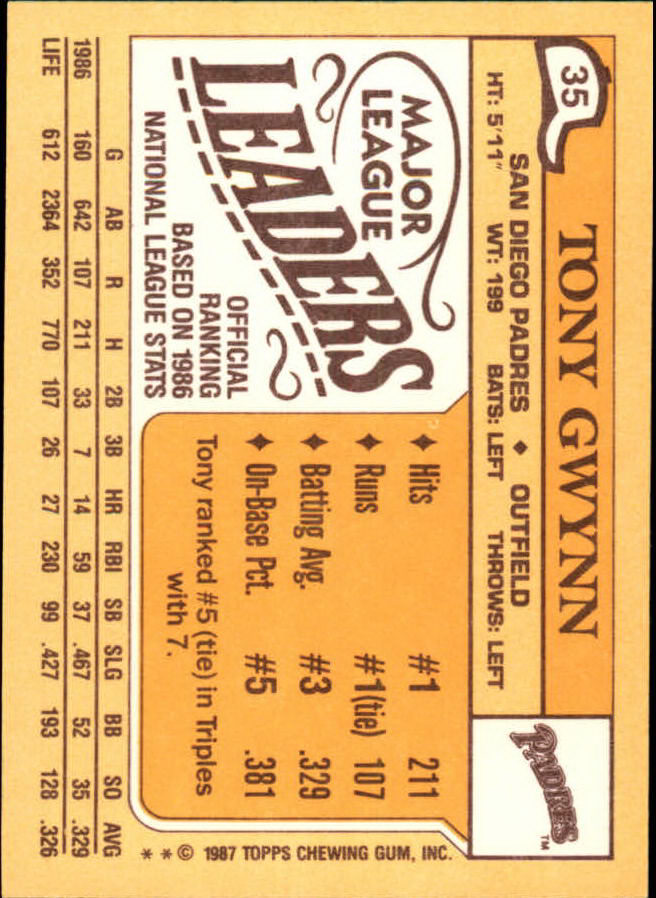 35
TONY GWYNN
SAN DIEGO PADRES ♦ OUTFIELD
HT: 5'11" WT: 199 BATS: LEFT THROWS: LEFT
PADRES™
MAJOR
LEAGUE
LEADERS
OFFICIAL
RANKING
BASED ON 1986
NATIONAL LEAGUE STATS
♦ Hits #1 211
♦ Runs #1(tie) 107
♦ Batting Avg. #3 .329
♦ On-Base Pct. #5 .381
Tony ranked #5 (tie) in Triples
with 7.
* * © 1987 TOPPS CHEWING GUM, INC.
G AB R H 2B 3B HR RBI SB SLG BB SO AVG
1986 160 642 107 211 33 7 14 59 37 .467 52 35 .329
LIFE 612 2364 352 770 107 26 27 230 99 .427 193 128 .326